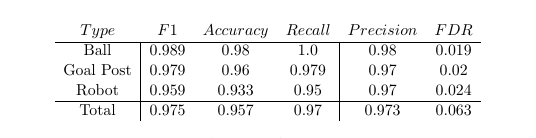 Type F1 Accuracy Recall Precision FDR
Ball 0.989 0.98 1.0 0.98 0.019
Goal Post 0.979 0.96 0.979 0.97 0.02
Robot 0.959 0.933 0.95 0.97 0.024
Total 0.975 0.957 0.97 0.973 0.063